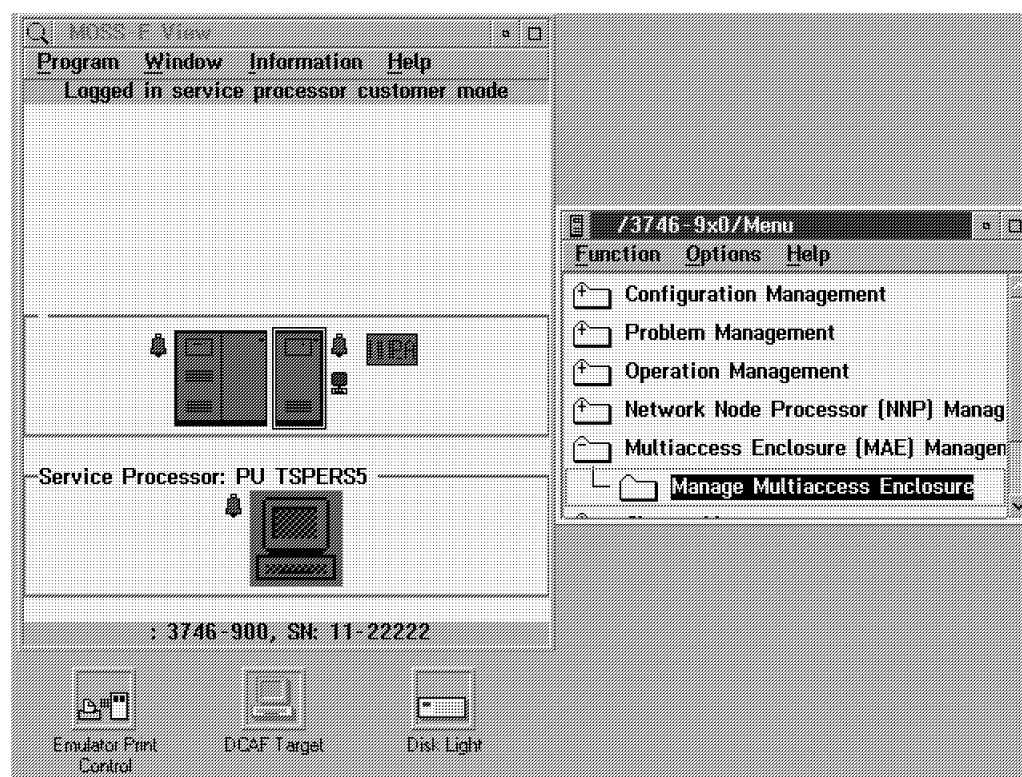 MOSS-E View
Program Window Information Help
Logged in service processor customer mode
Service Processor: PU TSPERS5
: 3746-900, SN: 11-22222
Emulator Print
Control
DCAF Target
Disk Light
/3746-9x0/Menu
Function Options Help
Configuration Management
Problem Management
Operation Management
Network Node Processor (NNP) Manag
Multiaccess Enclosure (MAE) Managem
Manage Multiaccess Enclosure